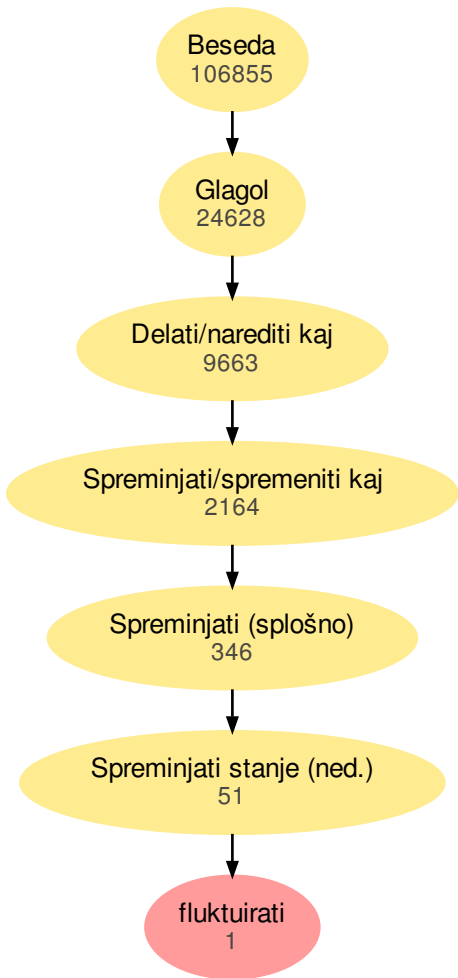 Beseda
106855
Glagol
24628
Delati/narediti kaj
9663
Spreminjati/spremeniti kaj
2164
Spreminjati (splošno)
346
Spreminjati stanje (ned.)
51
fluktuirati
1